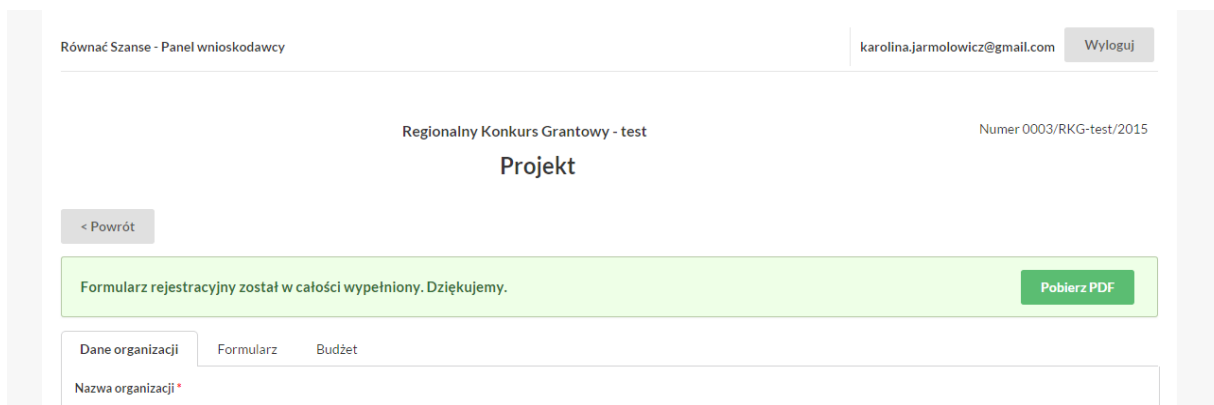 Równać Szanse - Panel wnioskodawcy
karolina.jarmolowicz@gmail.com
Wyloguj
Regionalny Konkurs Grantowy - test
Numer 0003/RKG-test/2015
Projekt
< Powrót
Formularz rejestracyjny został w całości wypełniony. Dziękujemy.
Pobierz PDF
Dane organizacji
Formularz
Budżet
Nazwa organizacji *